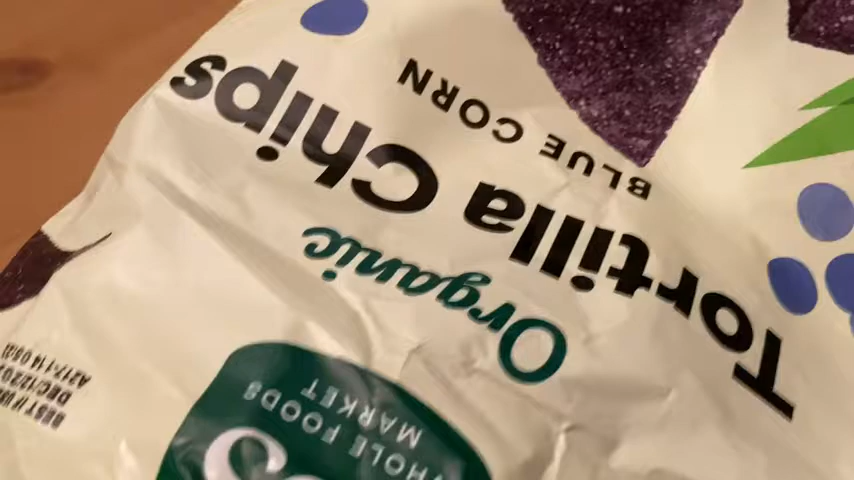 WHOLE FOODS
MARKET
Organic
Tortilla Chips
BLUE CORN